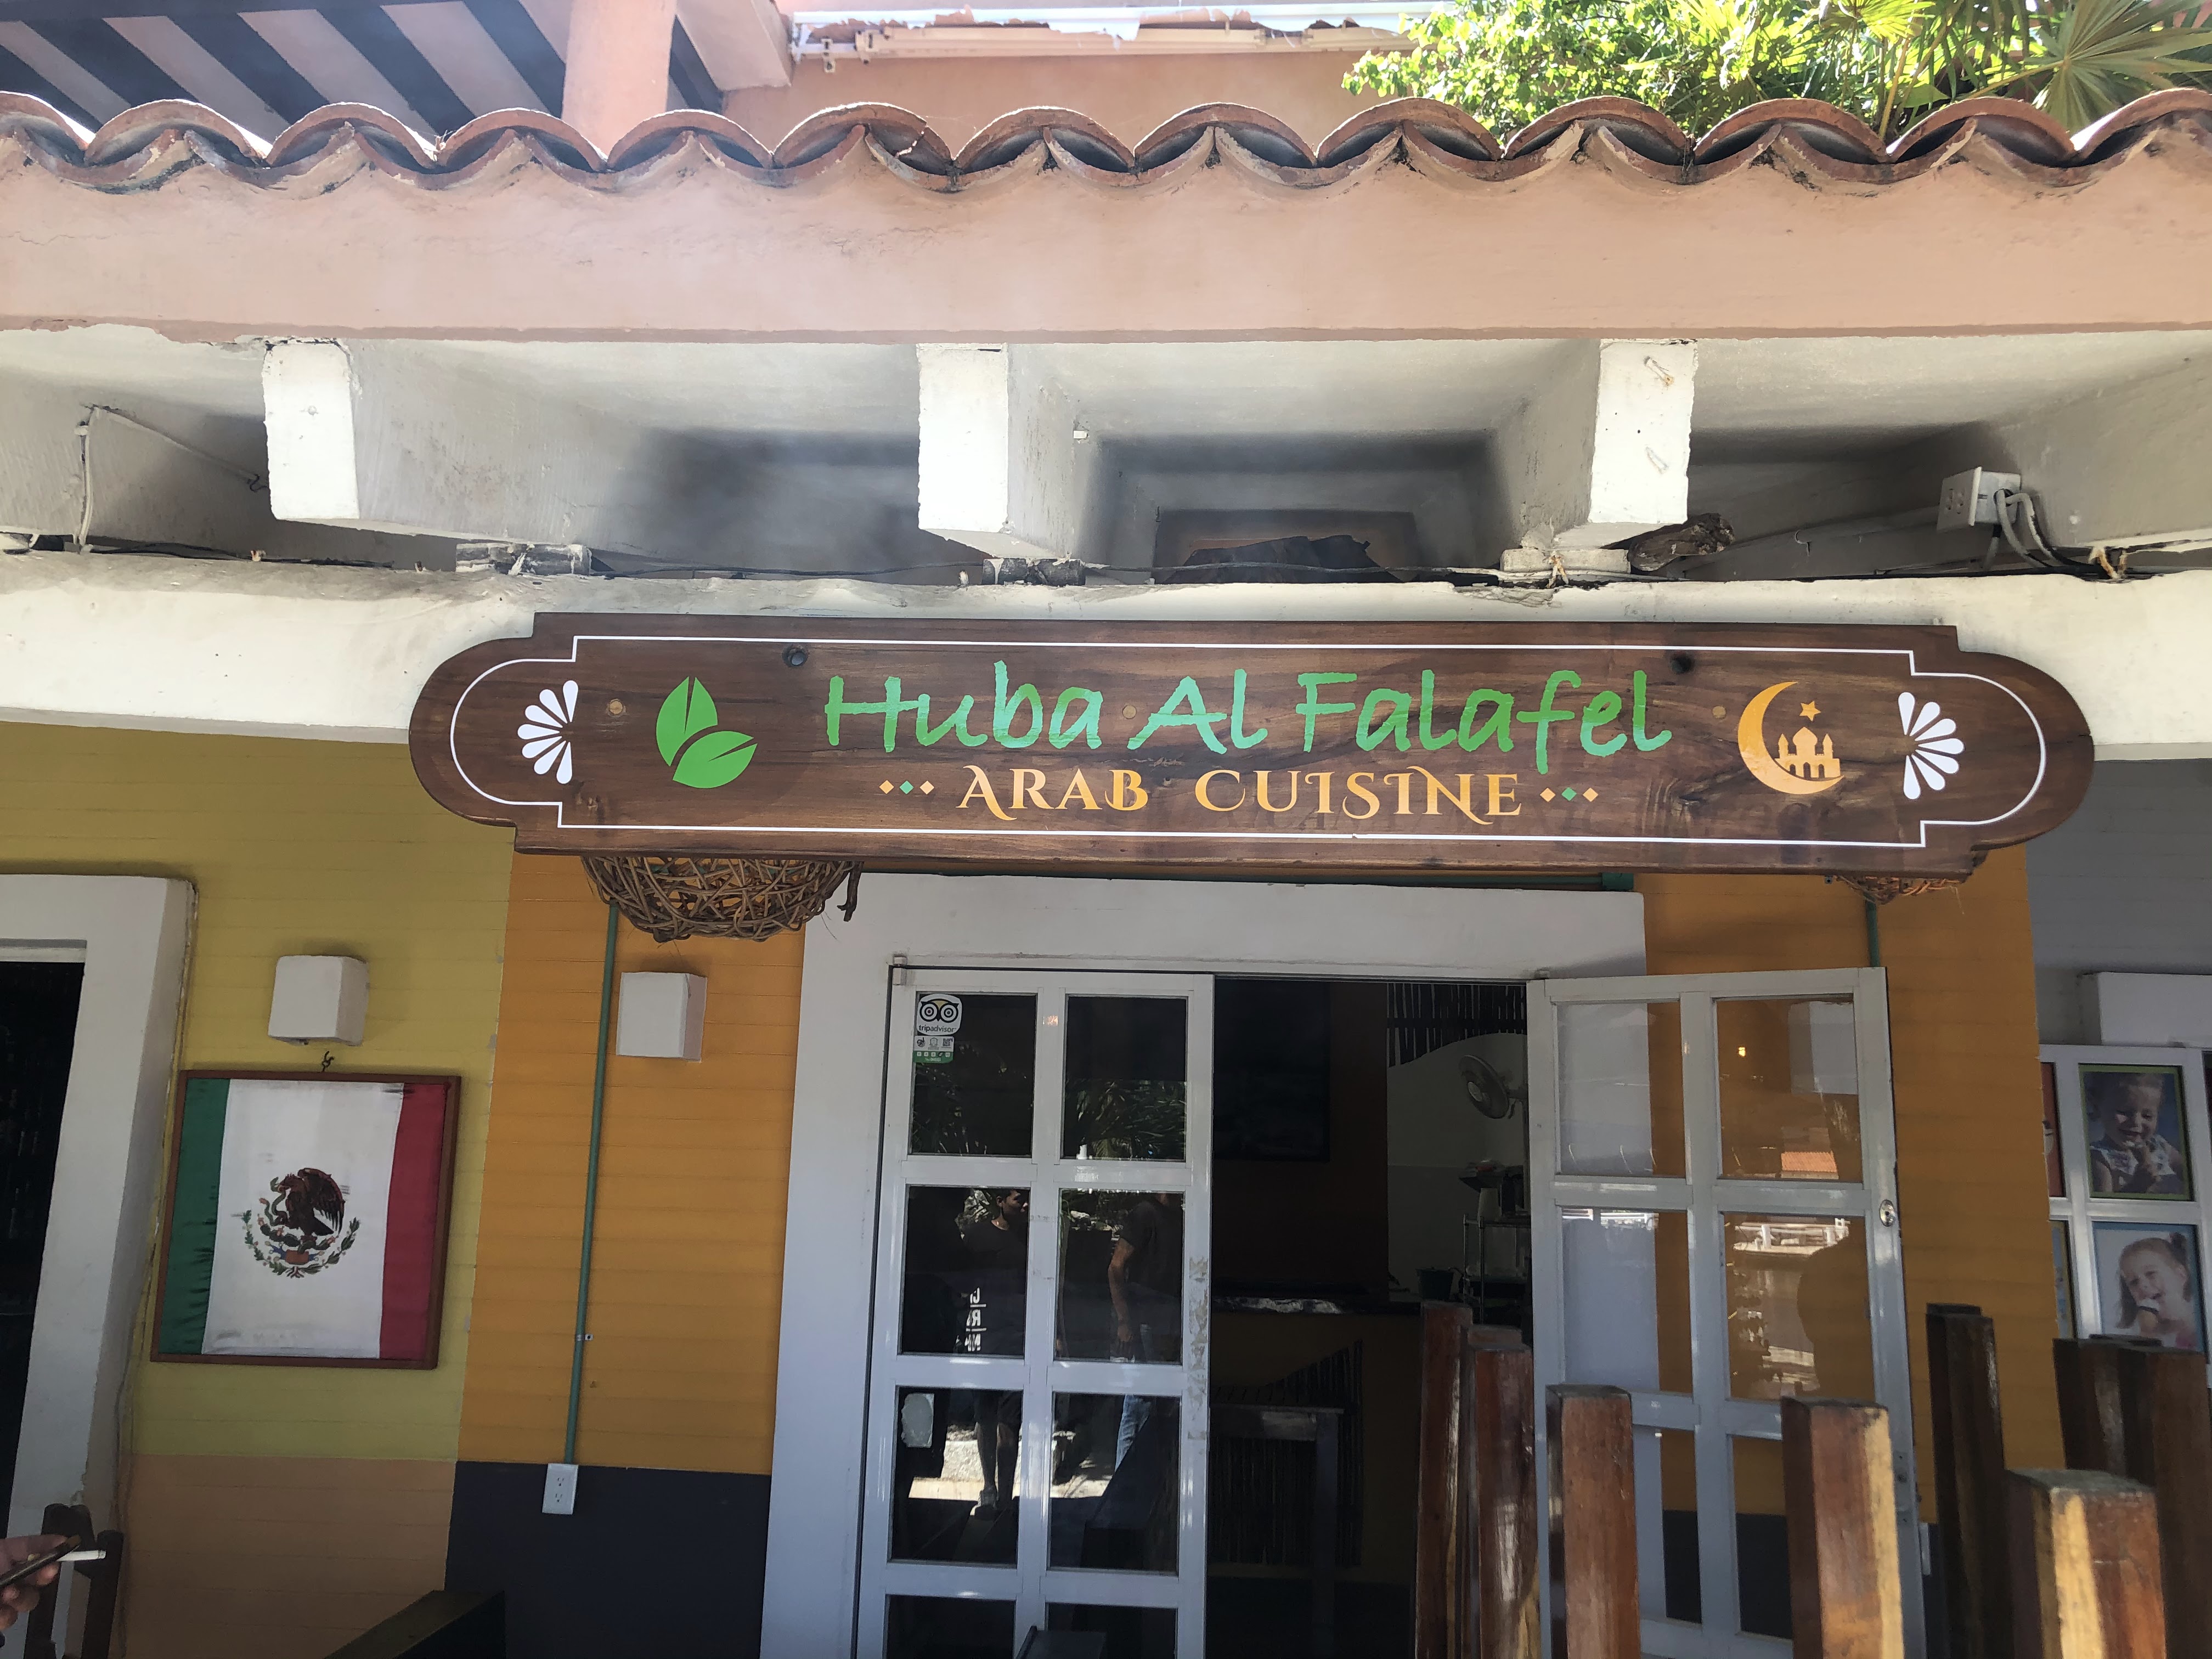 Huba Al Falafel
ARAB CUISINE
tripadvisor